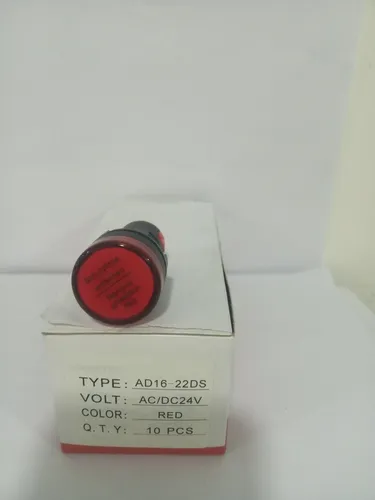 TYPE: AD16-22DS
VOLT: AC/DC24V
COLOR: RED
Q.T.Y: 10 PCS